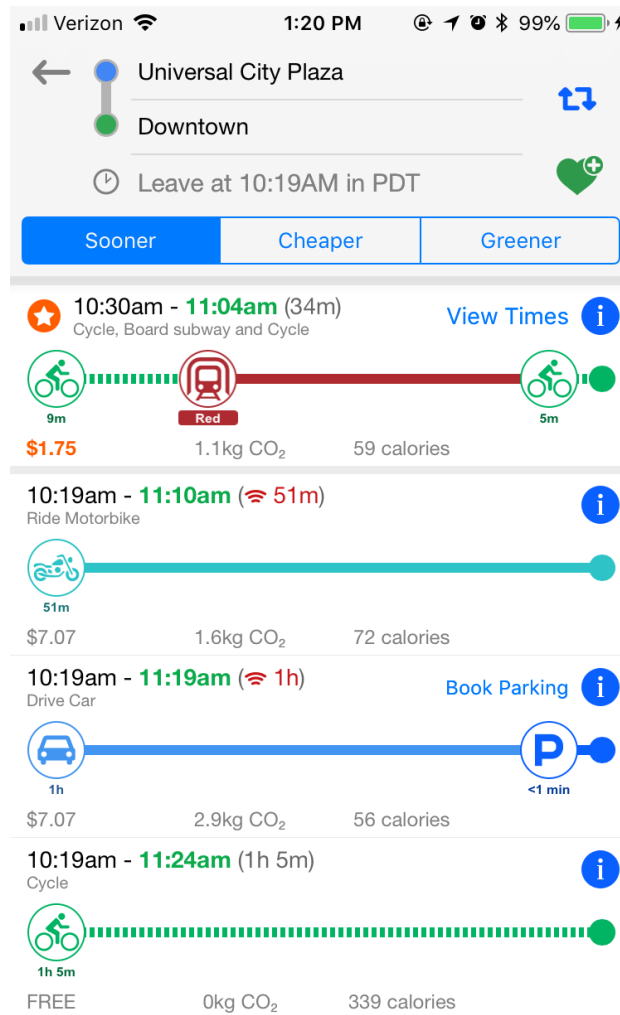 Verizon 1:20 PM 99%
Universal City Plaza
Downtown
Leave at 10:19AM in PDT
Sooner Cheaper Greener
10:30am - 11:04am (34m) View Times i
Cycle, Board subway and Cycle
9m Red 5m
$1.75 1.1kg CO₂ 59 calories
10:19am - 11:10am (51m) i
Ride Motorbike
51m
$7.07 1.6kg CO₂ 72 calories
10:19am - 11:19am (1h) Book Parking i
Drive Car
P
1h <1 min
$7.07 2.9kg CO₂ 56 calories
10:19am - 11:24am (1h 5m) i
Cycle
1h 5m
FREE 0kg CO₂ 339 calories